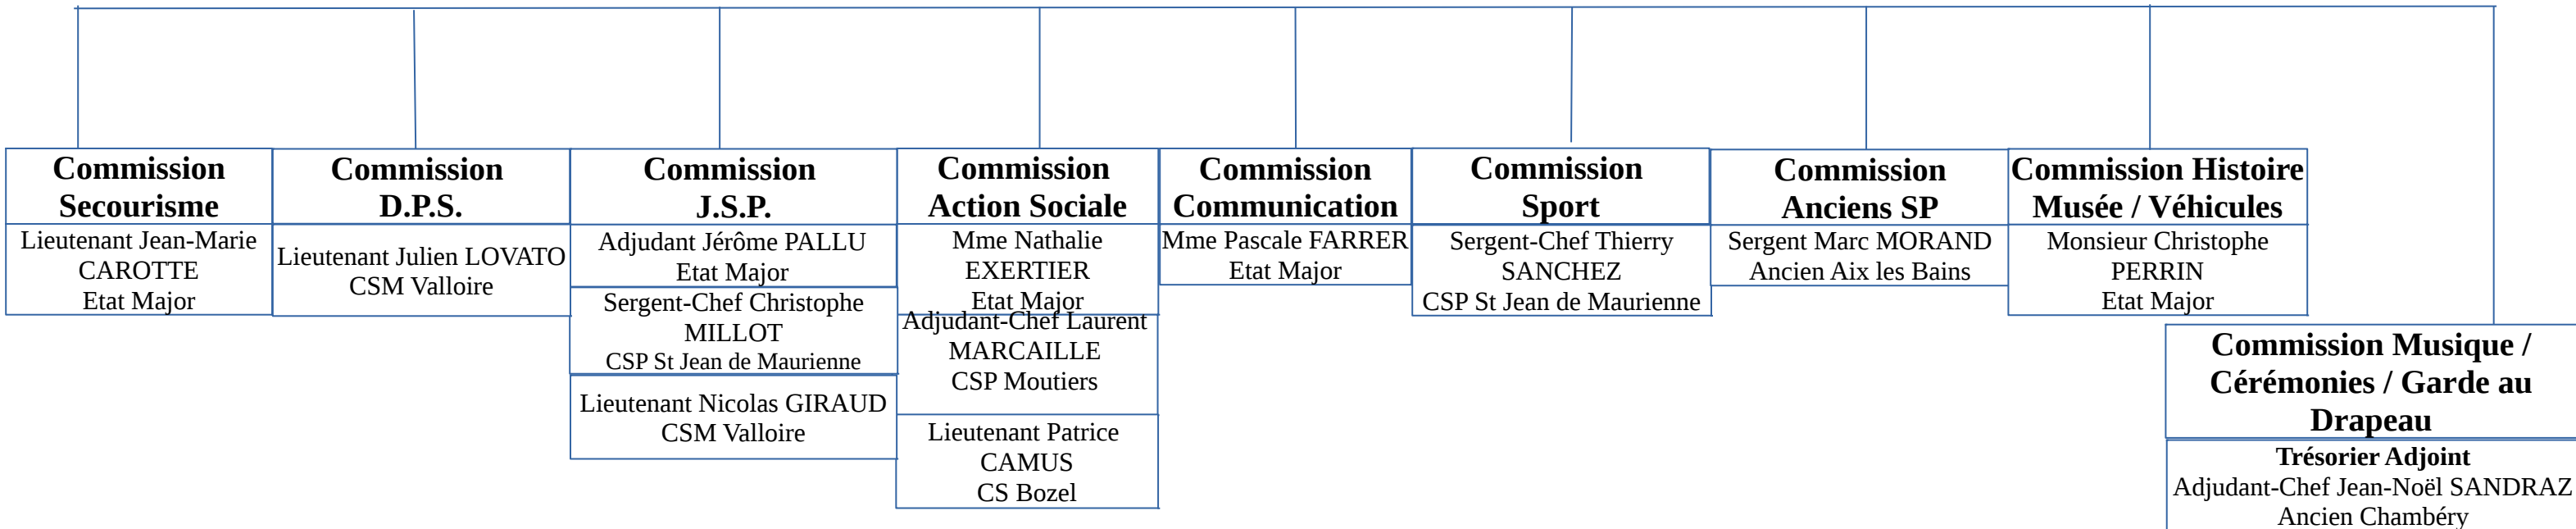 Commission
Secourisme
Lieutenant Jean-Marie
CAROTTE
Etat Major
Commission
D.P.S.
Lieutenant Julien LOVATO
CSM Valloire
Commission
J.S.P.
Adjudant Jérôme PALLU
Etat Major
Sergent-Chef Christophe
MILLOT
CSP St Jean de Maurienne
Lieutenant Nicolas GIRAUD
CSM Valloire
Commission
Action Sociale
Mme Nathalie
EXERTIER
Etat Major
Adjudant-Chef Laurent
MARCAILLE
CSP Moutiers
Lieutenant Patrice
CAMUS
CS Bozel
Commission
Communication
Mme Pascale FARRER
Etat Major
Commission
Sport
Sergent-Chef Thierry
SANCHEZ
CSP St Jean de Maurienne
Commission
Anciens SP
Sergent Marc MORAND
Ancien Aix les Bains
Commission Histoire
Musée / Véhicules
Monsieur Christophe
PERRIN
Etat Major
Commission Musique /
Cérémonies / Garde au
Drapeau
Trésorier Adjoint
Adjudant-Chef Jean-Noël SANDRAZ
Ancien Chambéry